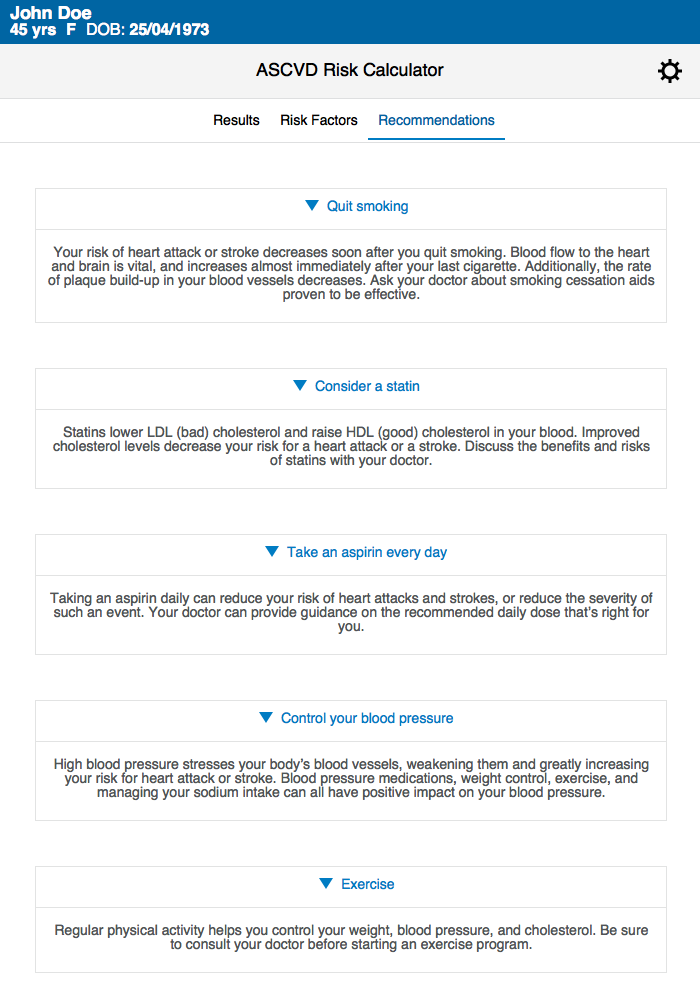 John Doe
45 yrs F DOB: 25/04/1973
ASCVD Risk Calculator
Results Risk Factors Recommendations
Quit smoking
Your risk of heart attack or stroke decreases soon after you quit smoking. Blood flow to the heart
and brain is vital, and increases almost immediately after your last cigarette. Additionally, the rate
of plaque build-up in your blood vessels decreases. Ask your doctor about smoking cessation aids
proven to be effective.
Consider a statin
Statins lower LDL (bad) cholesterol and raise HDL (good) cholesterol in your blood. Improved
cholesterol levels decrease your risk for a heart attack or a stroke. Discuss the benefits and risks
of statins with your doctor.
Take an aspirin every day
Taking an aspirin daily can reduce your risk of heart attacks and strokes, or reduce the severity of
such an event. Your doctor can provide guidance on the recommended daily dose that's right for
you.
Control your blood pressure
High blood pressure stresses your body's blood vessels, weakening them and greatly increasing
your risk for heart attack or stroke. Blood pressure medications, weight control, exercise, and
managing your sodium intake can all have positive impact on your blood pressure.
Exercise
Regular physical activity helps you control your weight, blood pressure, and cholesterol. Be sure
to consult your doctor before starting an exercise program.